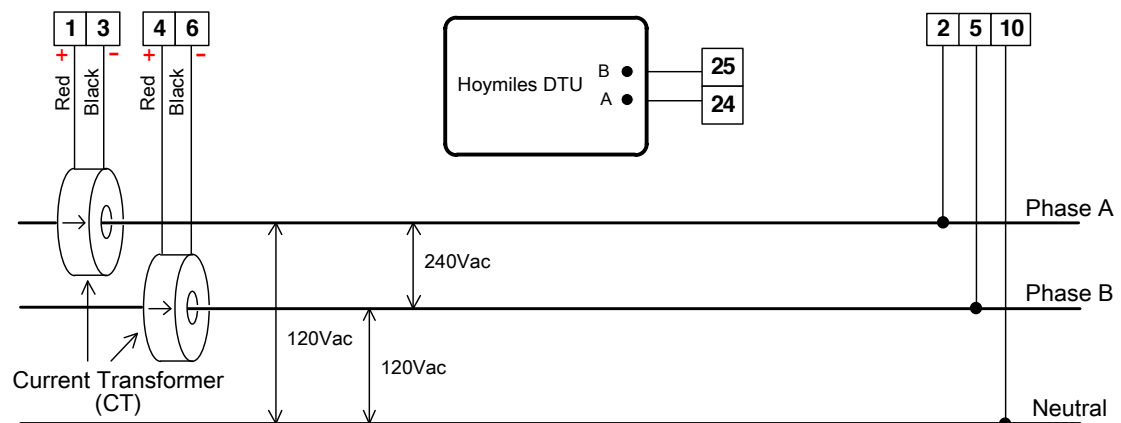 1 3 4 6 2 5 10
+ - + -
Red Black Red Black
Hoymiles DTU B 25
A 24
Phase A
240Vac
Phase B
120Vac
120Vac
Current Transformer
(CT)
Neutral